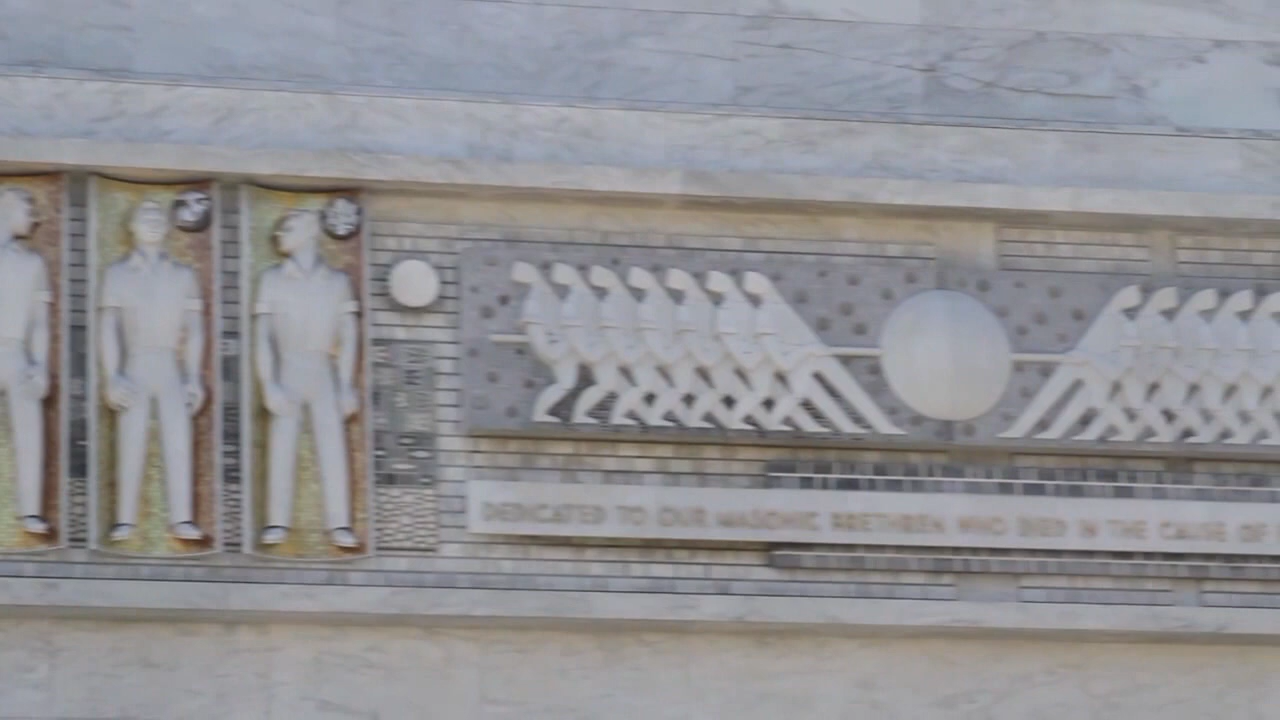 DEDICATED TO OUR MASONIC BRETHREN WHO DIED IN THE CAUSE OF